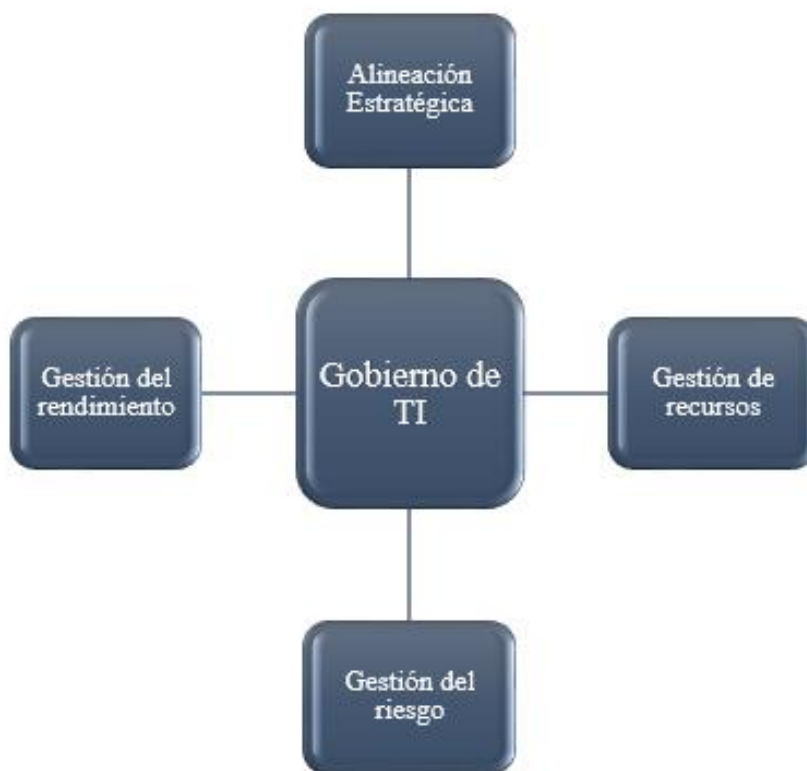 Alineación
Estratégica
Gestión del
rendimiento
Gobierno de
TI
Gestión de
recursos
Gestión del
riesgo